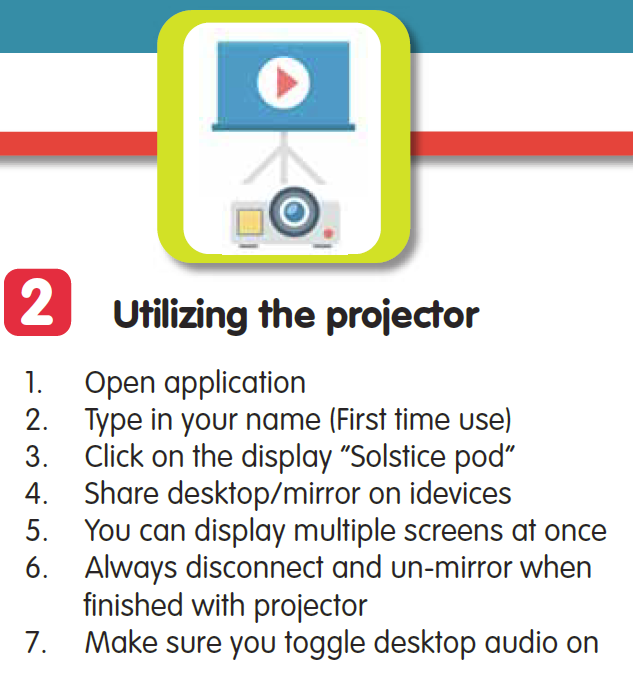 2 Utilizing the projector
1. Open application
2. Type in your name (First time use)
3. Click on the display “Solstice pod”
4. Share desktop/mirror on idevices
5. You can display multiple screens at once
6. Always disconnect and un-mirror when
finished with projector
7. Make sure you toggle desktop audio on